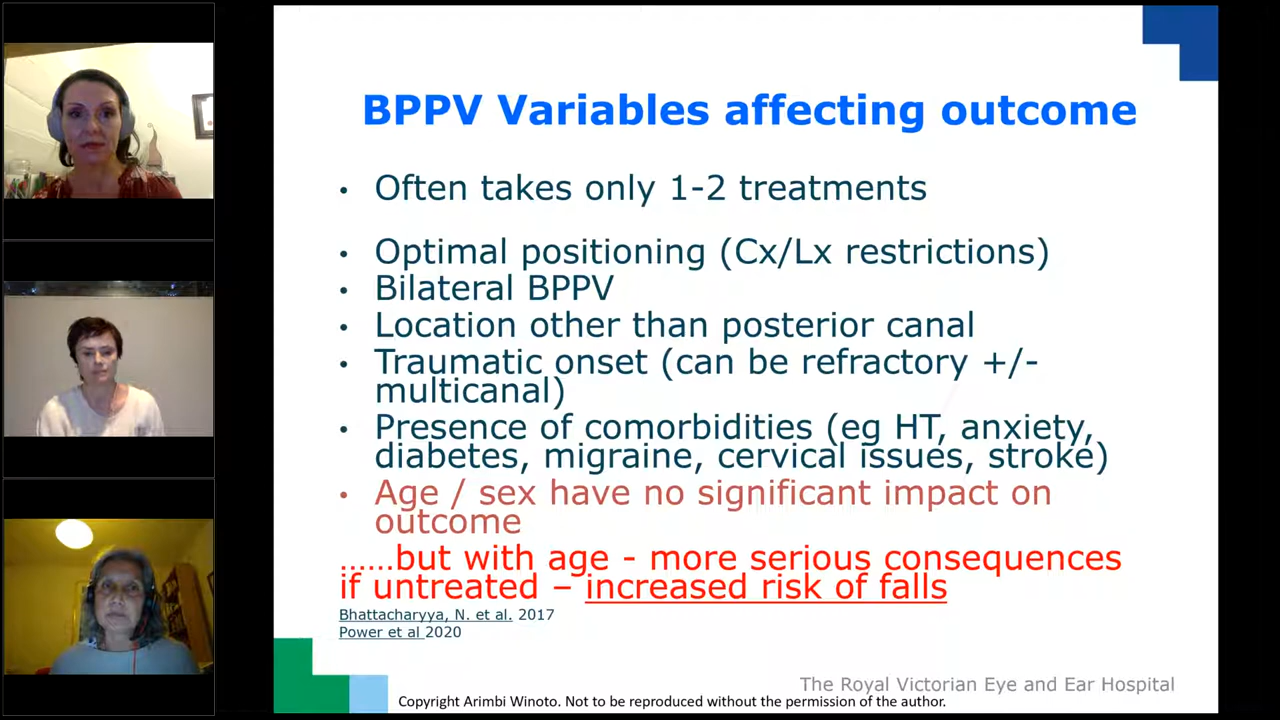 BPPV Variables affecting outcome
• Often takes only 1-2 treatments
• Optimal positioning (Cx/Lx restrictions)
• Bilateral BPPV
• Location other than posterior canal
• Traumatic onset (can be refractory +/-
multicanal)
• Presence of comorbidities (eg HT, anxiety,
diabetes, migraine, cervical issues, stroke)
• Age / sex have no significant impact on
outcome
……but with age - more serious consequences
if untreated – increased risk of falls
Bhattacharyya, N. et al. 2017
Power et al 2020
The Royal Victorian Eye and Ear Hospital
Copyright Arimbi Winoto. Not to be reproduced without the permission of the author.